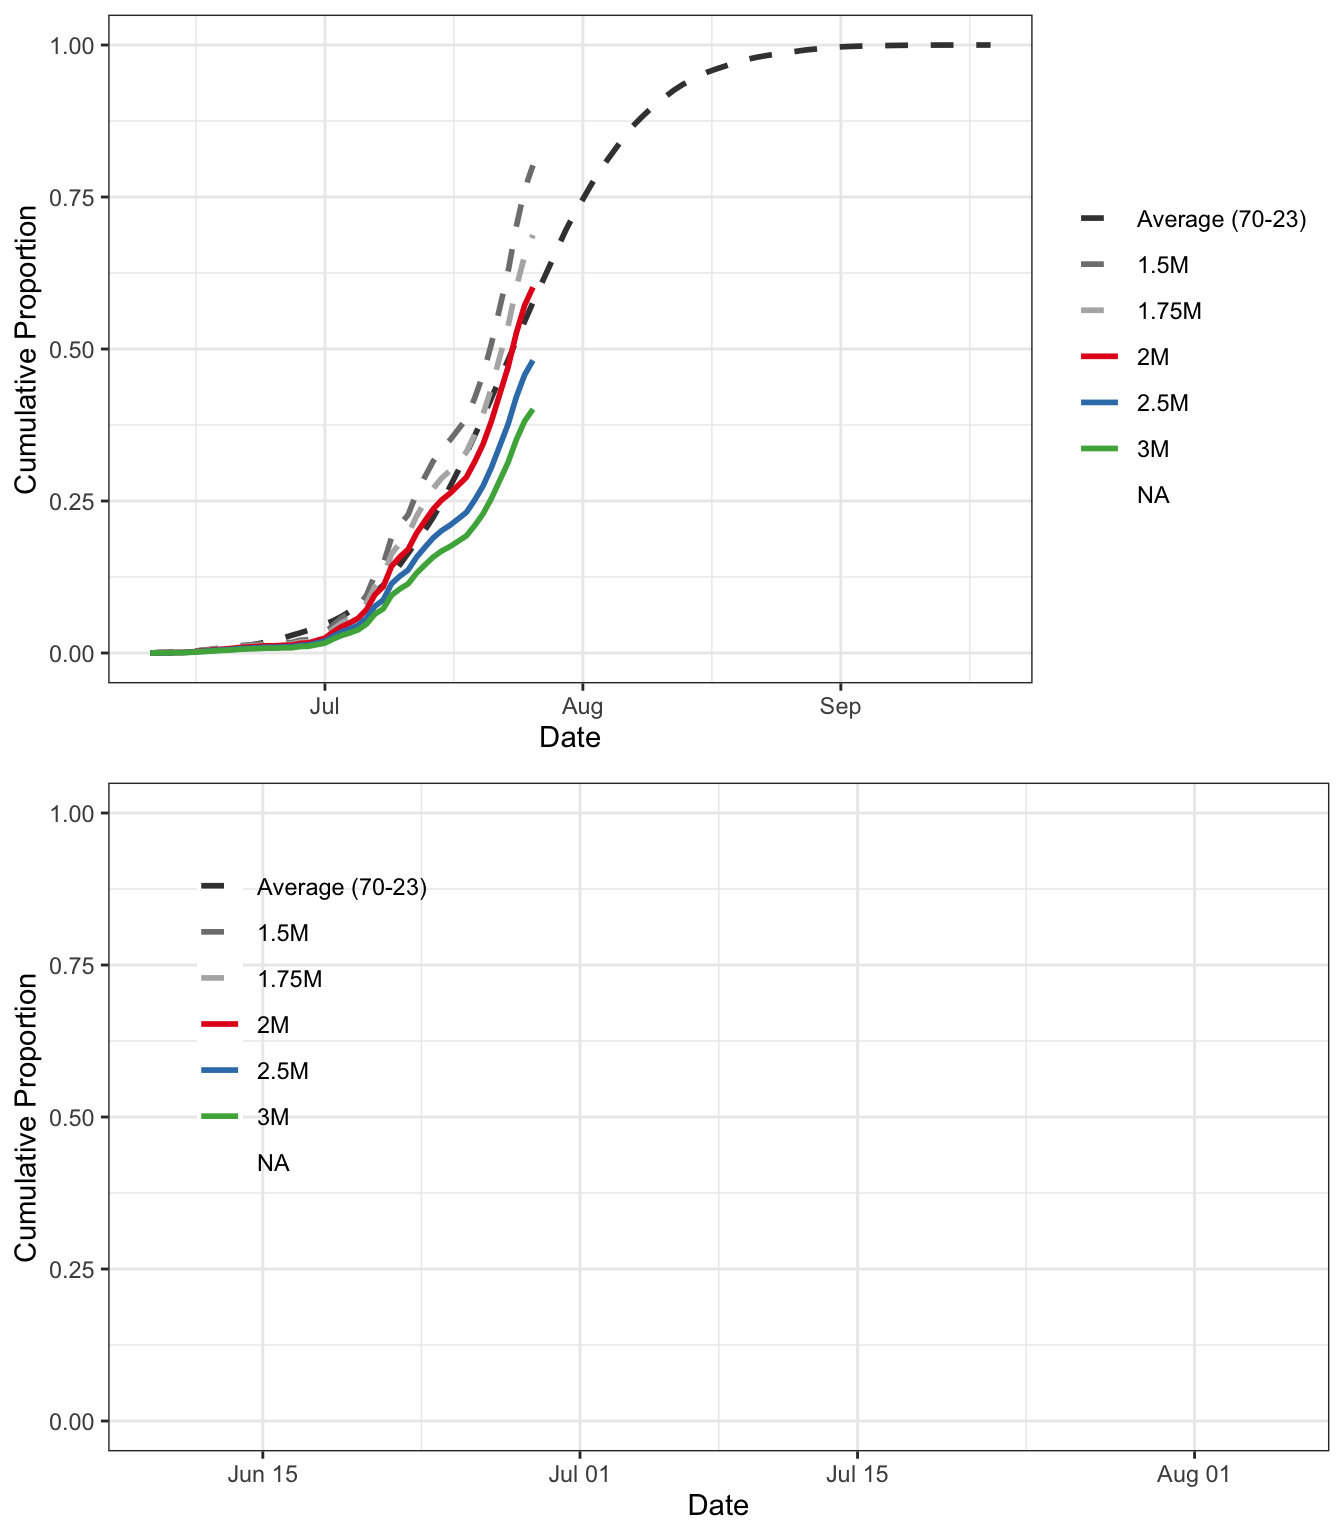 Cumulative Proportion
1.00
0.75
0.50
0.25
0.00
Jul
Aug
Sep
Date
Average (70-23)
1.5M
1.75M
2M
2.5M
3M
NA
Cumulative Proportion
1.00
0.75
0.50
0.25
0.00
Average (70-23)
1.5M
1.75M
2M
2.5M
3M
NA
Jun 15
Jul 01
Jul 15
Aug 01
Date